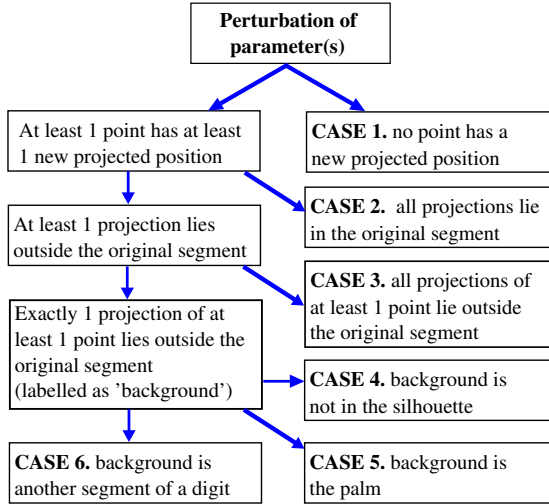 Perturbation of
parameter(s)
At least 1 point has at least
1 new projected position
CASE 1. no point has a
new projected position
CASE 2. all projections lie
in the original segment
At least 1 projection lies
outside the original segment
CASE 3. all projections of
at least 1 point lie outside
the original segment
Exactly 1 projection of at
least 1 point lies outside the
original segment
(labelled as 'background')
CASE 4. background is
not in the silhouette
CASE 6. background is
another segment of a digit
CASE 5. background is
the palm